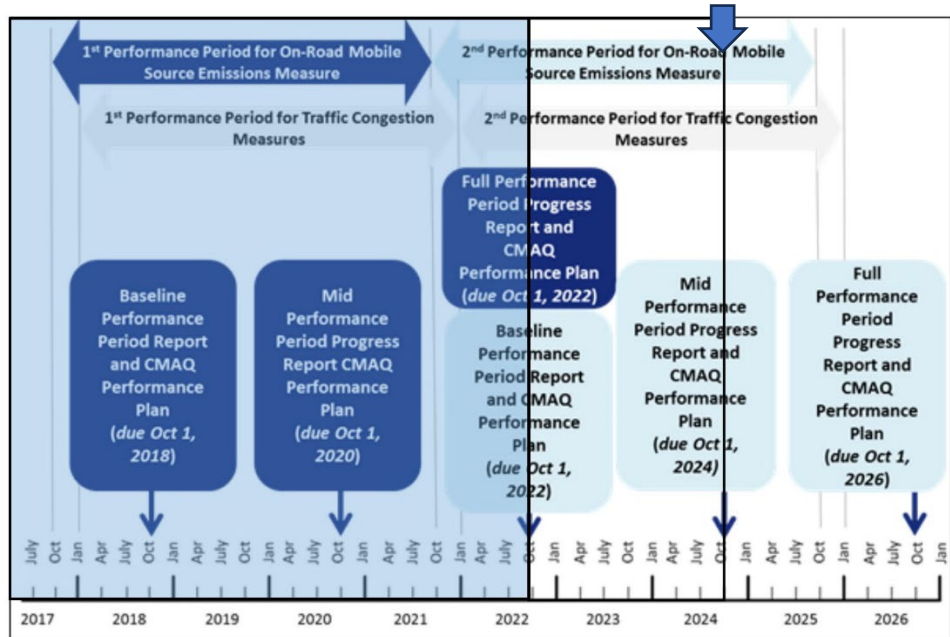 1st Performance Period for On-Road Mobile
Source Emissions Measure
2nd Performance Period for On-Road Mobile
Source Emissions Measure
1st Performance Period for Traffic Congestion
Measures
2nd Performance Period for Traffic Congestion
Measures
Full Performance
Period Progress
Report and
CMAQ
Performance Plan
(due Oct 1, 2022)
Baseline
Performance
Period Report
and CMAQ
Performance
Plan
(due Oct 1,
2018)
Mid
Performance
Period Progress
Report CMAQ
Performance
Plan
(due Oct 1,
2020)
Baseline
Performance
Period Report
and CMAQ
Performance
Plan
(due Oct 1,
2022)
Mid
Performance
Period Progress
Report and
CMAQ
Performance
Plan
(due Oct 1,
2024)
Full
Performance
Period
Progress
Report and
CMAQ
Performance
Plan
(due Oct 1,
2026)
July Oct Jan Apr July Oct Jan Apr July Oct Jan Apr July Oct Jan Apr July Oct Jan Apr July Oct Jan Apr July Oct Jan Apr July Oct Jan Apr July Oct Jan Apr July Oct Jan
2017 2018 2019 2020 2021 2022 2023 2024 2025 2026